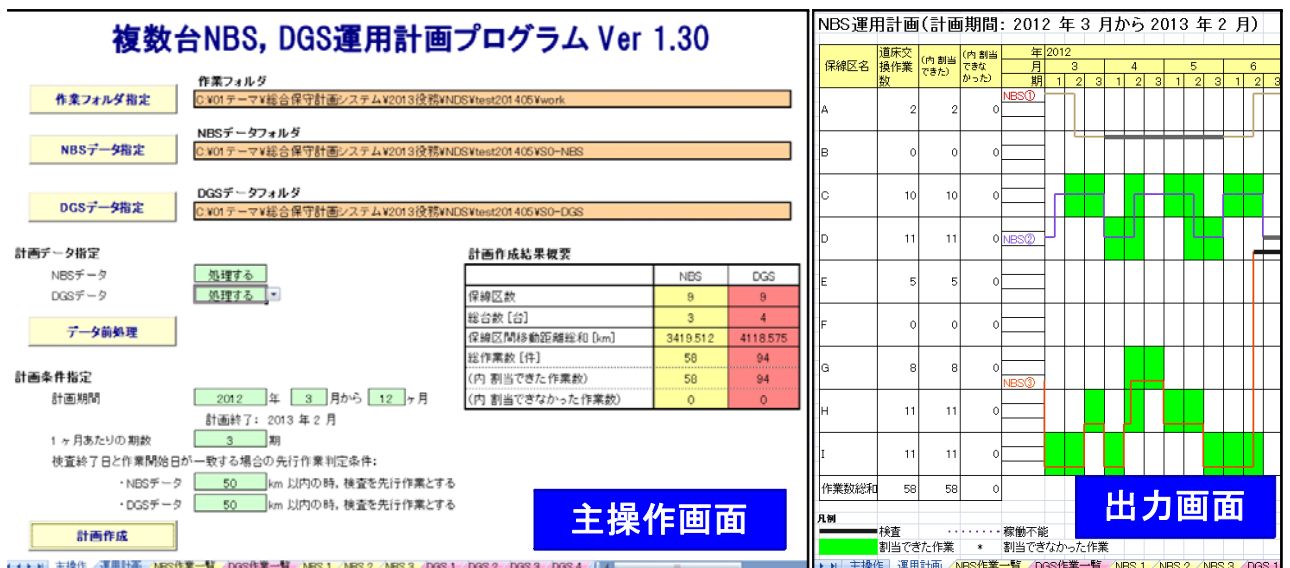 複数台NBS, DGS運用計画プログラム Ver 1.30
作業フォルダ指定
作業フォルダ
C:¥01テーマ¥総合保守計画システム¥2013役務¥NDS¥test201405¥work
NBSデータ指定
NBSデータフォルダ
C:¥01テーマ¥総合保守計画システム¥2013役務¥NDS¥test201405¥S0-NBS
DGSデータ指定
DGSデータフォルダ
C:¥01テーマ¥総合保守計画システム¥2013役務¥NDS¥test201405¥S0-DGS
計画データ指定
NBSデータ 処理する
DGSデータ 処理する
データ前処理
計画条件指定
計画期間 2012 年 3 月から 12 ヶ月
計画終了: 2013 年 2 月
1 ヶ月あたりの期数 3 期
検査終了日と作業開始日が一致する場合の先行作業判定条件:
・NBSデータ 50 km 以内の時, 検査を先行作業とする
・DGSデータ 50 km 以内の時, 検査を先行作業とする
計画作成
計画作成結果概要
NBS DGS
保線区数 9 9
総台数 [台] 3 4
保線区間移動距離総和 [km] 3419.512 4118.575
総作業数 [件] 58 94
(内 割当できた作業数) 58 94
(内 割当できなかった作業数) 0 0
主操作画面
主操作 運用計画 NBS作業一覧 DGS作業一覧 NBS 1 NBS 2 NBS 3 DGS 1 DGS 2 DGS 3 DGS 4
NBS運用計画(計画期間: 2012 年 3 月から 2013 年 2 月)
保線区名 道床交換作業数 (内 割当できた) (内 割当できなかった) 年 2012
月 3 4 5 6
期 1 2 3 1 2 3 1 2 3 1 2 3
A 2 2 0 NBS①
B 0 0 0
C 10 10 0
D 11 11 0 NBS②
E 5 5 0
F 0 0 0
G 8 8 0 NBS③
H 11 11 0
I 11 11 0
作業数総和 58 58 0
凡例
検査 稼働不能
割当できた作業 * 割当できなかった作業
出力画面
主操作 運用計画 NBS作業一覧 DGS作業一覧 NBS 1 NBS 2 NBS 3 DGS 1